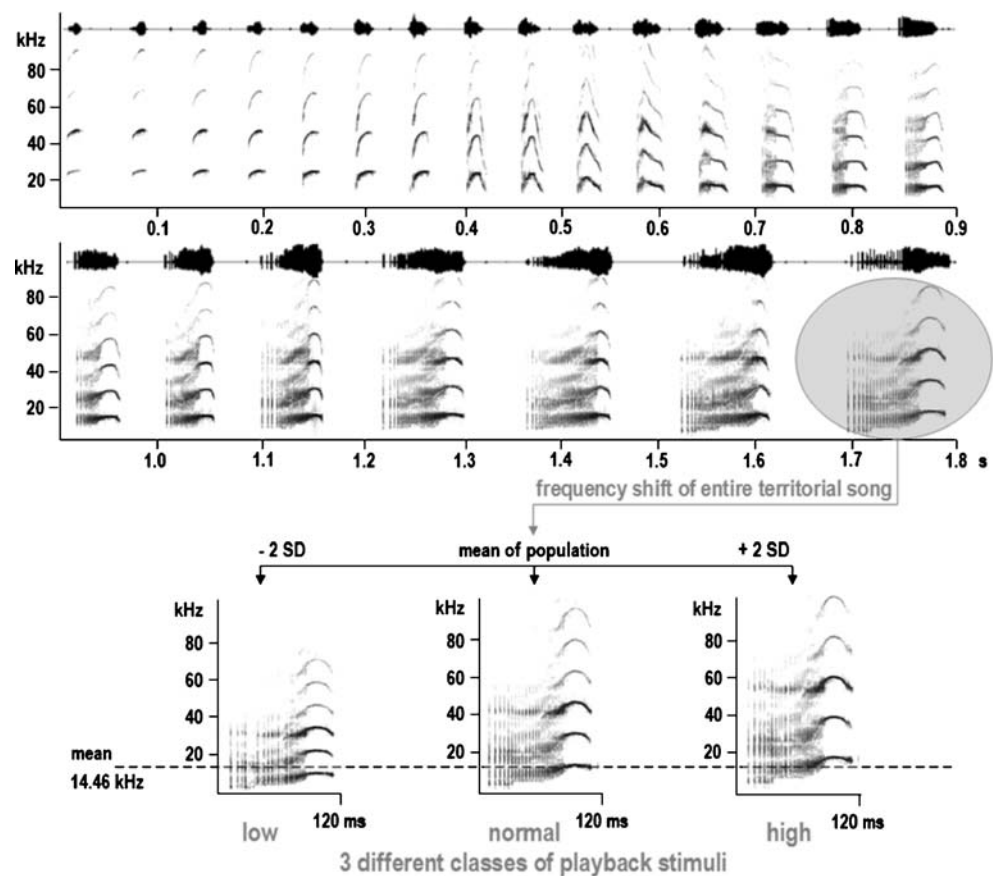 kHz
80
60
40
20
0.1 0.2 0.3 0.4 0.5 0.6 0.7 0.8 0.9
kHz
80
60
40
20
1.0 1.1 1.2 1.3 1.4 1.5 1.6 1.7 1.8 s
frequency shift of entire territorial song
- 2 SD mean of population + 2 SD
kHz kHz kHz
80 80 80
60 60 60
40 40 40
20 20 20
mean
14.46 kHz
120 ms 120 ms 120 ms
low normal high
3 different classes of playback stimuli